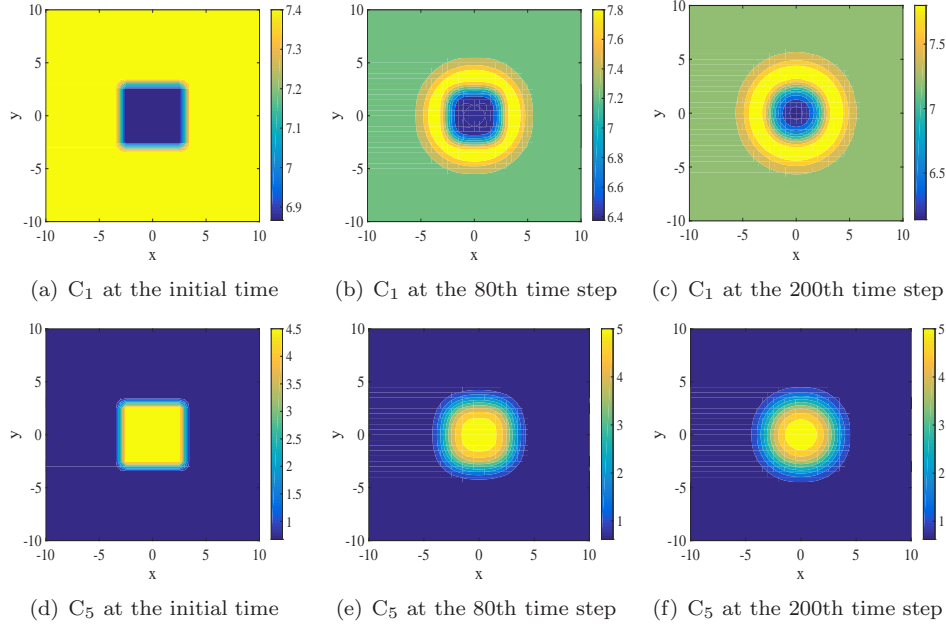 10
5
0
-5
-10
y
-10 -5 0 5 10
x
7.4
7.3
7.2
7.1
7
6.9
(a) C₁ at the initial time
10
5
0
-5
-10
y
-10 -5 0 5 10
x
7.8
7.6
7.4
7.2
7
6.8
6.6
6.4
(b) C₁ at the 80th time step
10
5
0
-5
-10
y
-10 -5 0 5 10
x
7.5
7
6.5
(c) C₁ at the 200th time step
10
5
0
-5
-10
y
-10 -5 0 5 10
x
4.5
4
3.5
3
2.5
2
1.5
1
(d) C₅ at the initial time
10
5
0
-5
-10
y
-10 -5 0 5 10
x
5
4
3
2
1
(e) C₅ at the 80th time step
10
5
0
-5
-10
y
-10 -5 0 5 10
x
5
4
3
2
1
(f) C₅ at the 200th time step